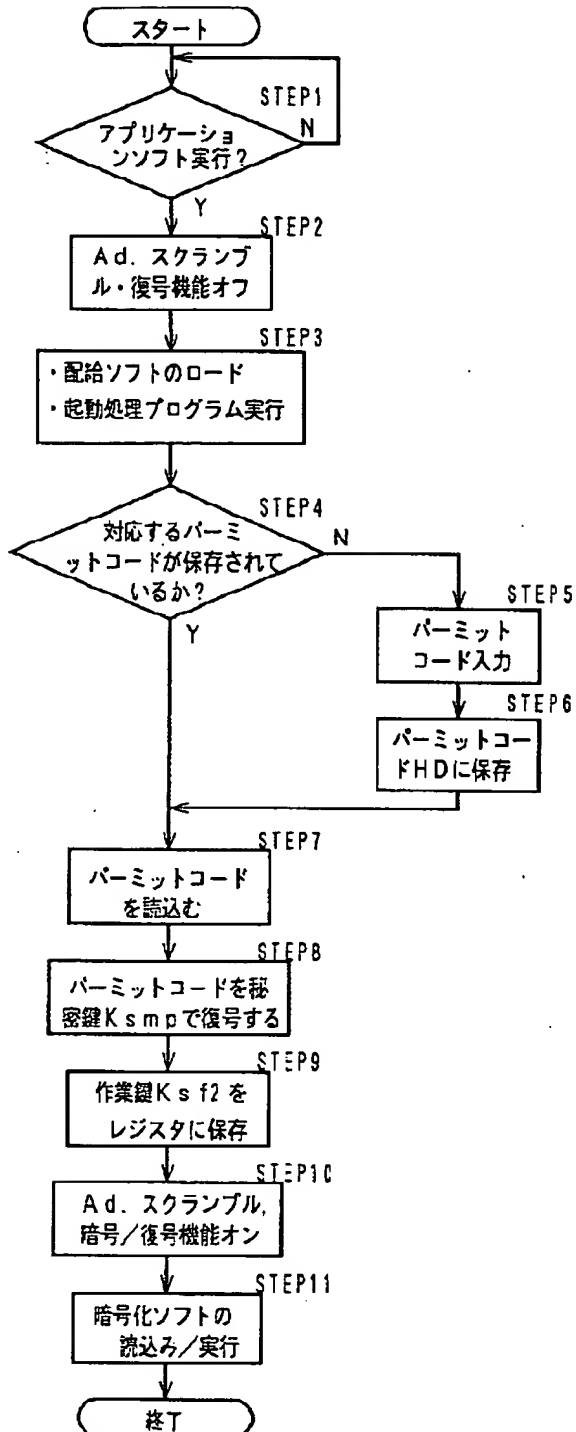 スタート
STEP1
アプリケーショ
ンソフト実行?
N
Y
STEP2
Ad. スクランブ
ル・復号機能オフ
STEP3
・配給ソフトのロード
・起動処理プログラム実行
STEP4
対応するパーミ
ットコードが保存されて
いるか?
N
Y
STEP5
パーミット
コード入力
STEP6
パーミットコー
ドHDに保存
STEP7
パーミットコード
を読込む
STEP8
パーミットコードを秘
密鍵Ksmpで復号する
STEP9
作業鍵Ksf2を
レジスタに保存
STEP10
Ad. スクランブル,
暗号/復号機能オン
STEP11
暗号化ソフトの
読込み/実行
終了